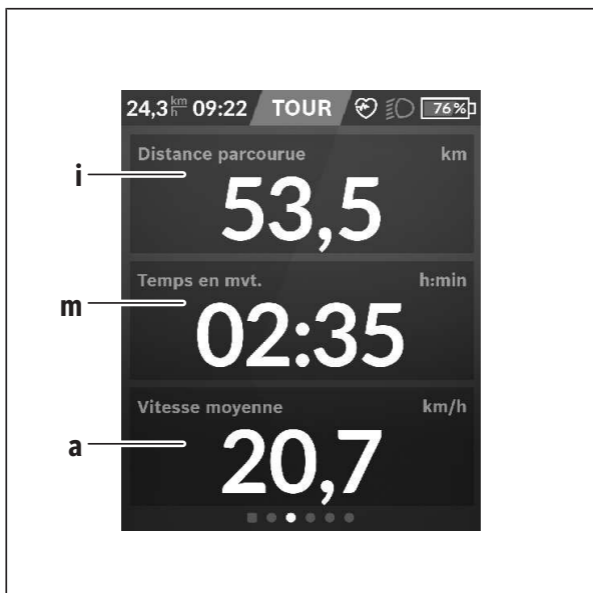 24,3 km/h 09:22 TOUR 76%
Distance parcourue km
i
53,5
Temps en mvt. h:min
m
02:35
Vitesse moyenne km/h
a
20,7